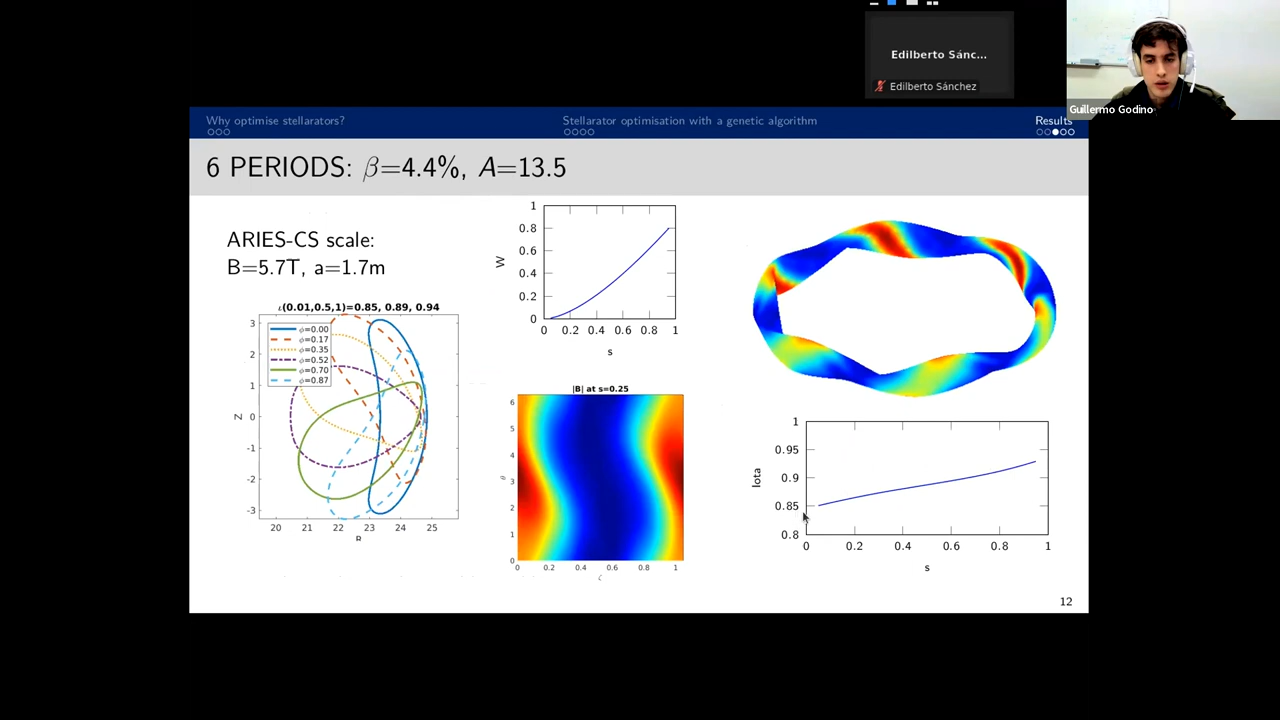 Edilberto Sánc...
Edilberto Sánchez
Guillermo Godino
Why optimise stellarators?
Stellarator optimisation with a genetic algorithm
Results
6 PERIODS: β=4.4%, A=13.5
ARIES-CS scale:
B=5.7T, a=1.7m
ι(0.01,0.5,1)=0.85, 0.89, 0.94
ϕ=0.00
ϕ=0.17
ϕ=0.35
ϕ=0.52
ϕ=0.70
ϕ=0.87
3
2
1
0
-1
-2
-3
Z
20 21 22 23 24 25
R
1
0.8
0.6
0.4
0.2
0
W
0 0.2 0.4 0.6 0.8 1
s
|B| at s=0.25
6
5
4
3
2
1
0
θ
0 0.2 0.4 0.6 0.8 1
ζ
1
0.95
0.9
0.85
0.8
Iota
0 0.2 0.4 0.6 0.8 1
s
12